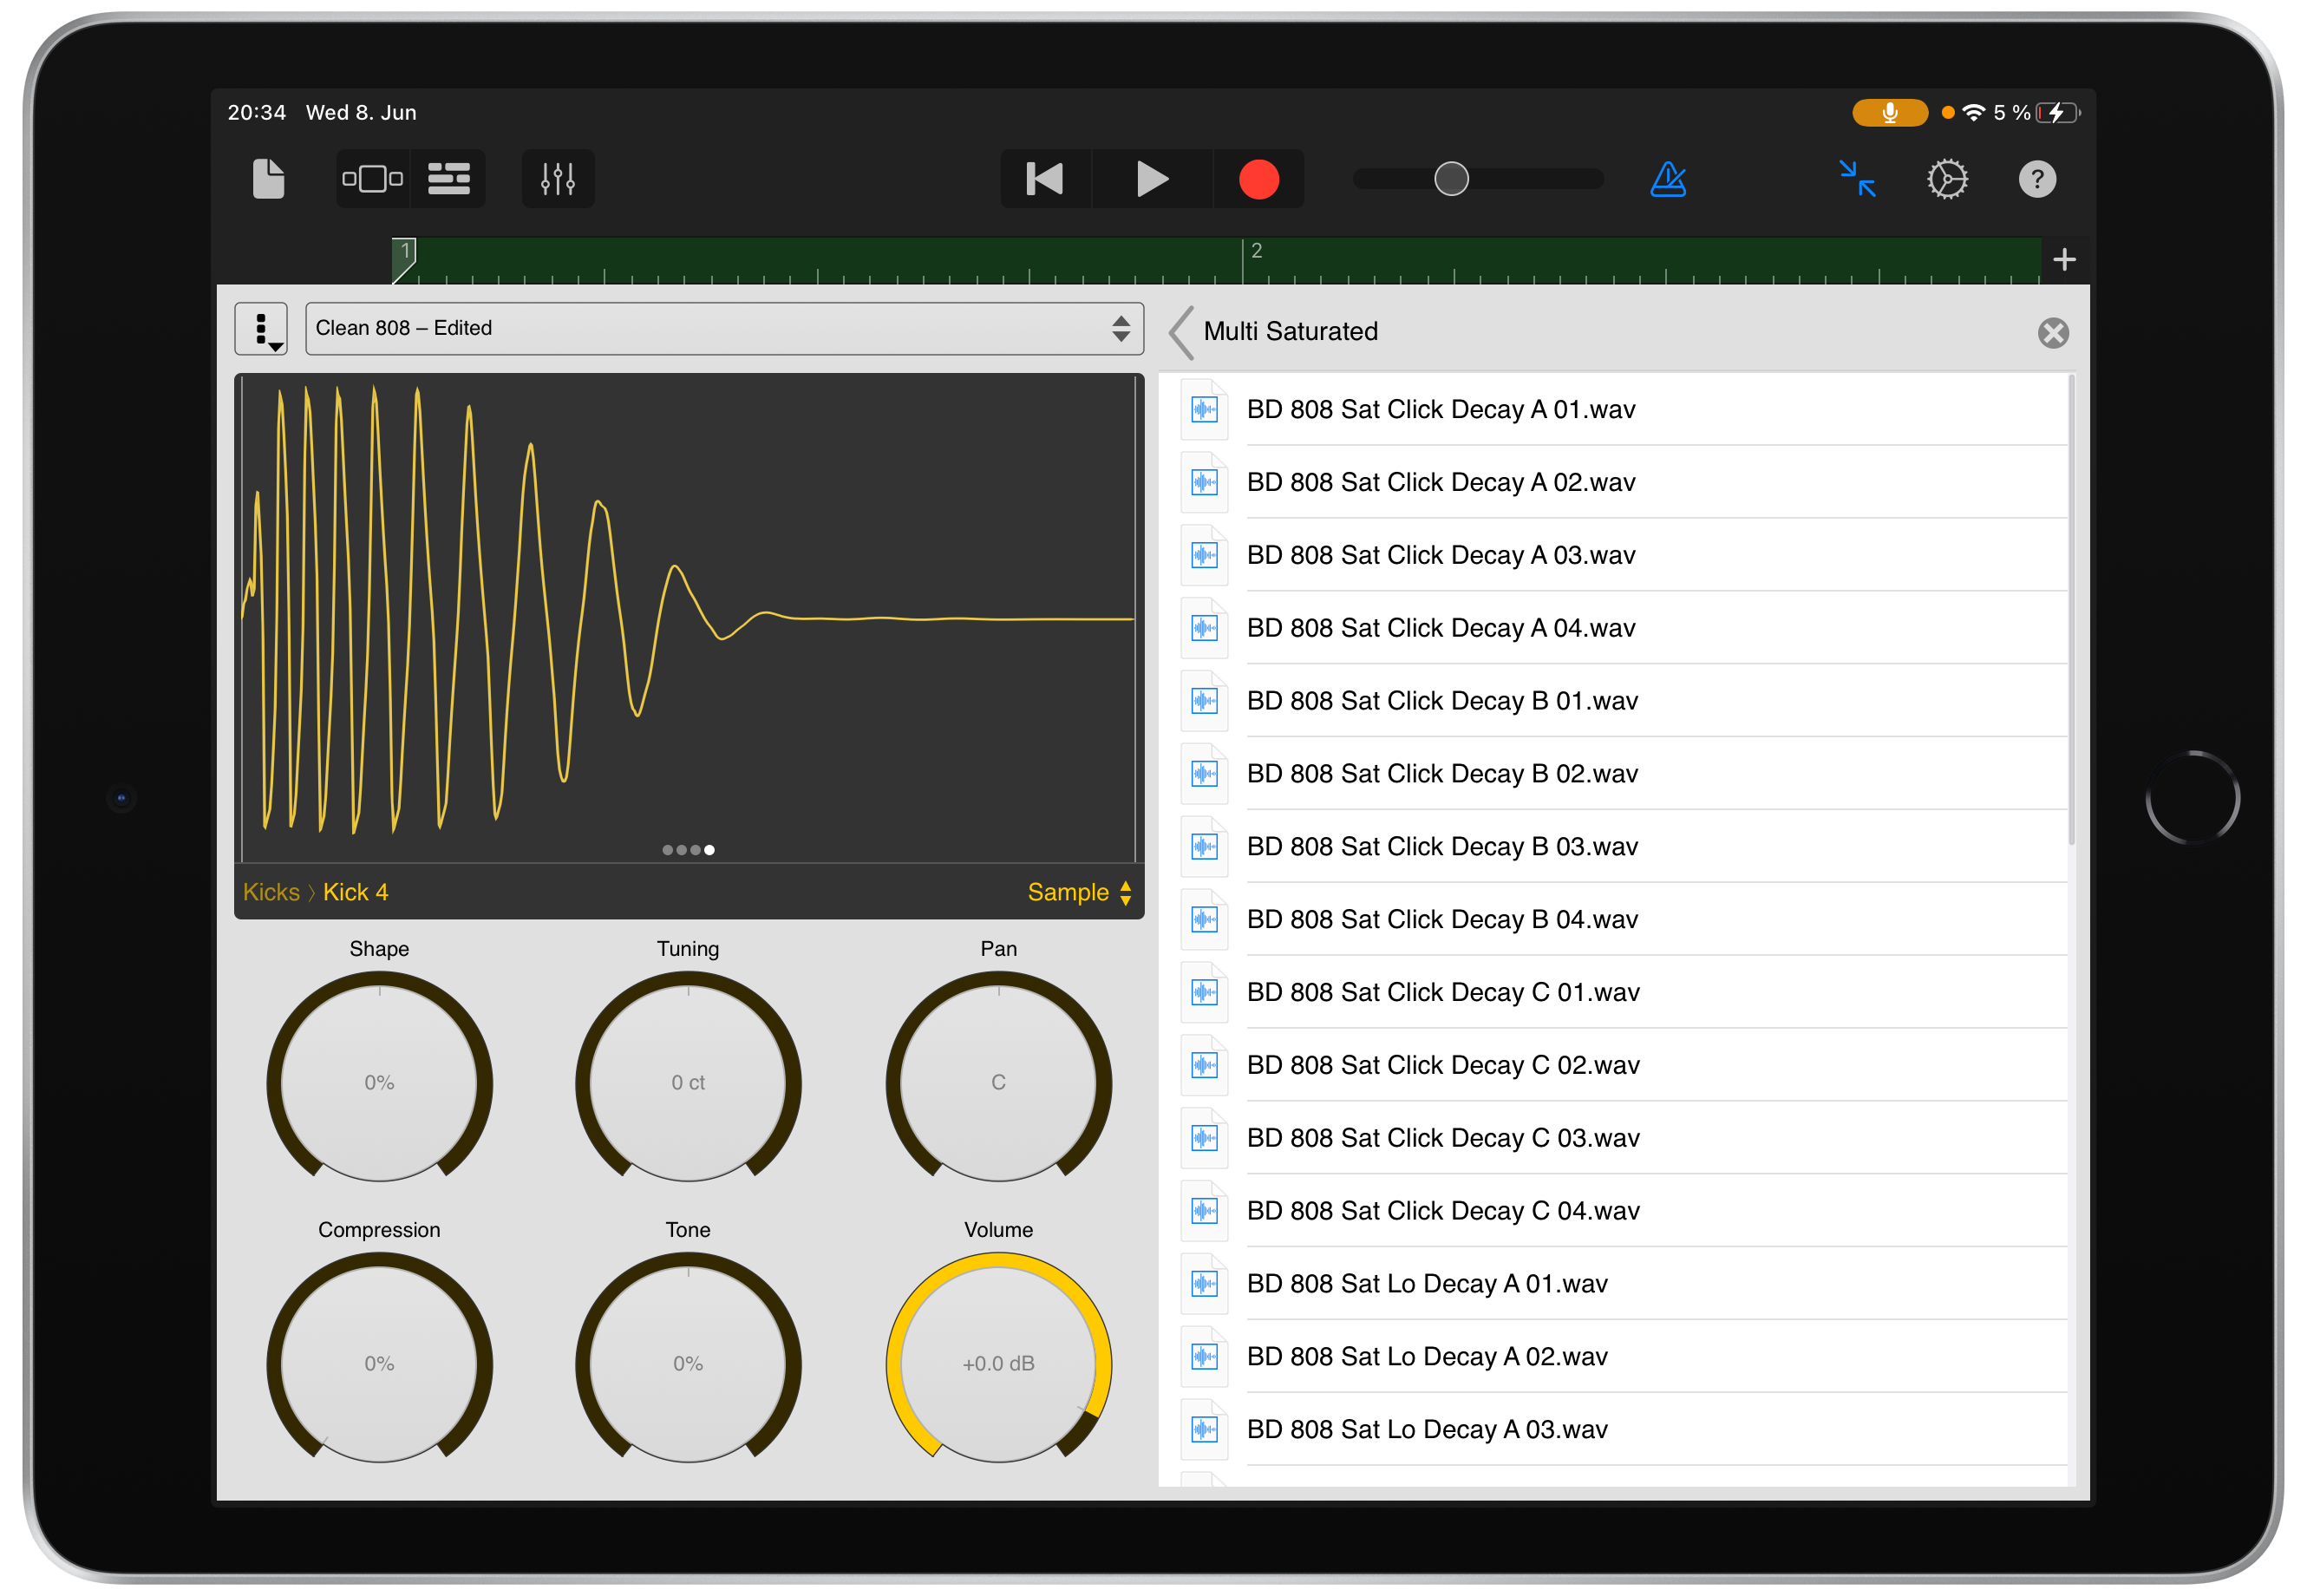 20:34 Wed 8. Jun
5 %
1
2
Clean 808 – Edited
Kicks 〉 Kick 4
Sample
Shape
Tuning
Pan
0%
0 ct
C
Compression
Tone
Volume
0%
0%
+0.0 dB
Multi Saturated
BD 808 Sat Click Decay A 01.wav
BD 808 Sat Click Decay A 02.wav
BD 808 Sat Click Decay A 03.wav
BD 808 Sat Click Decay A 04.wav
BD 808 Sat Click Decay B 01.wav
BD 808 Sat Click Decay B 02.wav
BD 808 Sat Click Decay B 03.wav
BD 808 Sat Click Decay B 04.wav
BD 808 Sat Click Decay C 01.wav
BD 808 Sat Click Decay C 02.wav
BD 808 Sat Click Decay C 03.wav
BD 808 Sat Click Decay C 04.wav
BD 808 Sat Lo Decay A 01.wav
BD 808 Sat Lo Decay A 02.wav
BD 808 Sat Lo Decay A 03.wav